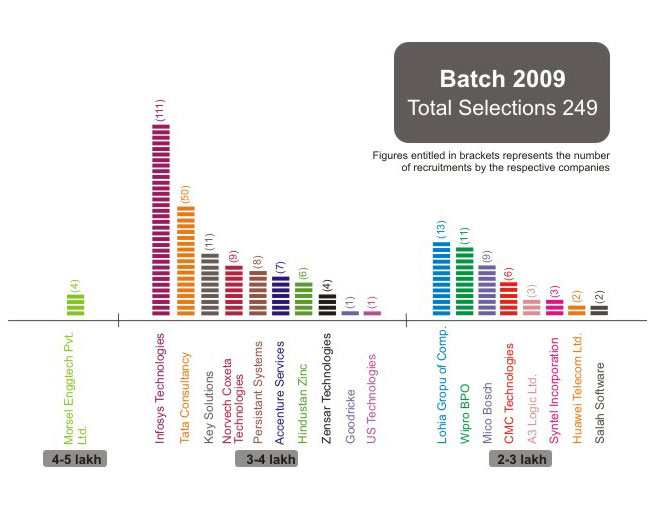 Batch 2009
Total Selections 249
Figures entitled in brackets represents the number
of recruitments by the respective companies
(4)
(111)
(50)
(11)
(9)
(8)
(7)
(6)
(4)
(1)
(1)
(13)
(11)
(9)
(6)
(3)
(3)
(2)
(2)
Morsel Enggtech Pvt.
Ltd.
Infosys Technologies
Tata Consultancy
Key Solutions
Norvech Coxeta
Technologies
Persistant Systems
Accenture Services
Hindustan Zinc
Zensar Technologies
Goodricke
US Technologies
Lohia Gropu of Comp.
Wipro BPO
Mico Bosch
CMC Technologies
A3 Logic Ltd.
Syntel Incorporation
Huawei Telecom Ltd.
Salah Software
4-5 lakh
3-4 lakh
2-3 lakh